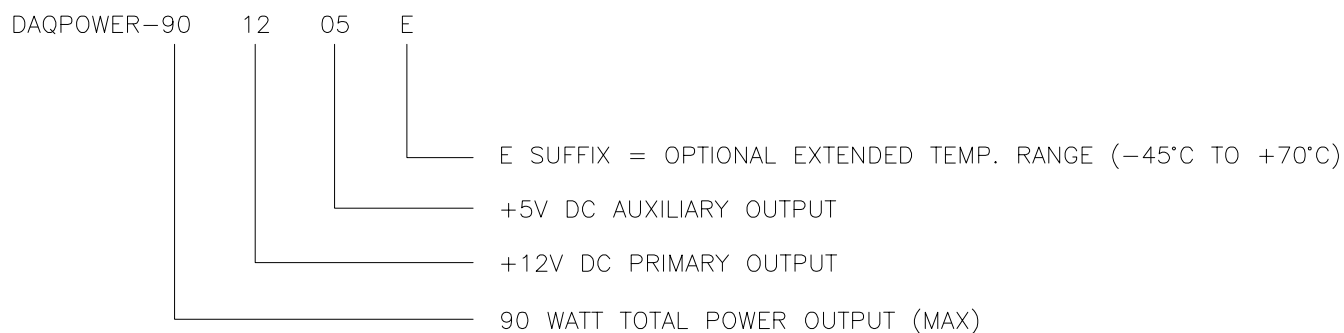 DAQPOWER-90 12 05 E
E SUFFIX = OPTIONAL EXTENDED TEMP. RANGE (-45°C TO +70°C)
+5V DC AUXILIARY OUTPUT
+12V DC PRIMARY OUTPUT
90 WATT TOTAL POWER OUTPUT (MAX)